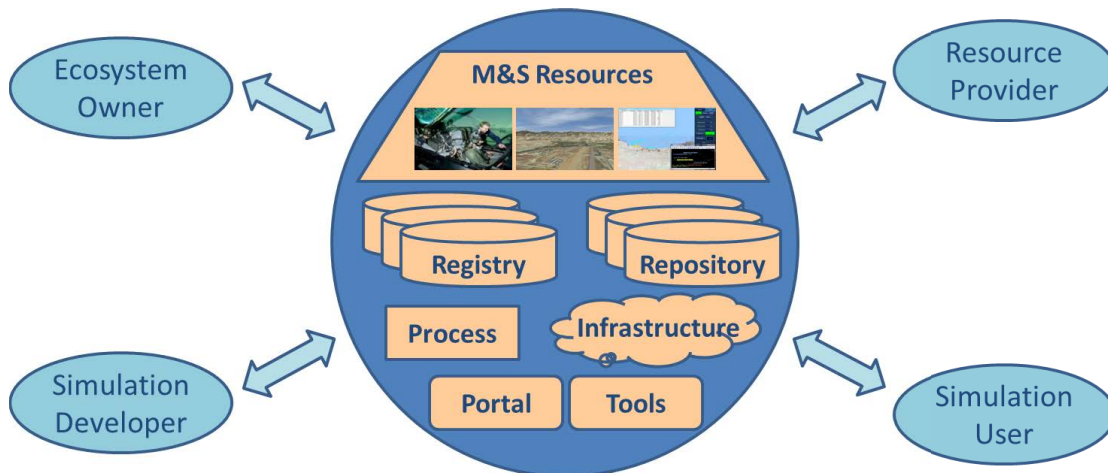 Ecosystem
Owner
M&S Resources
Resource
Provider
Registry
Repository
Process
Infrastructure
Simulation
Developer
Portal
Tools
Simulation
User